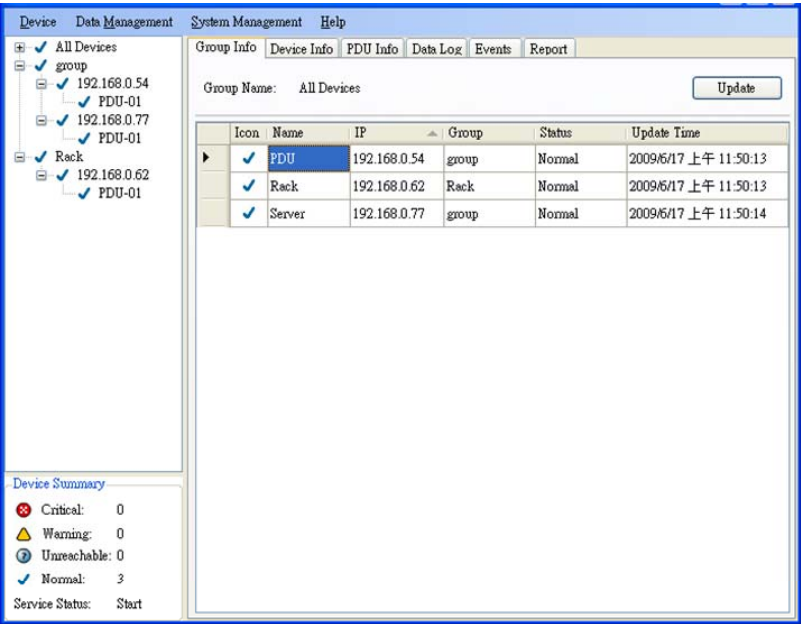 Device Data Management System Management Help
All Devices
group
192.168.0.54
PDU-01
192.168.0.77
PDU-01
Rack
192.168.0.62
PDU-01
Device Summary
Critical: 0
Warning: 0
Unreachable: 0
Normal: 3
Service Status: Start
Group Info Device Info PDU Info Data Log Events Report
Group Name: All Devices Update
Icon Name IP Group Status Update Time
PDU 192.168.0.54 group Normal 2009/6/17 上午 11:50:13
Rack 192.168.0.62 Rack Normal 2009/6/17 上午 11:50:13
Server 192.168.0.77 group Normal 2009/6/17 上午 11:50:14